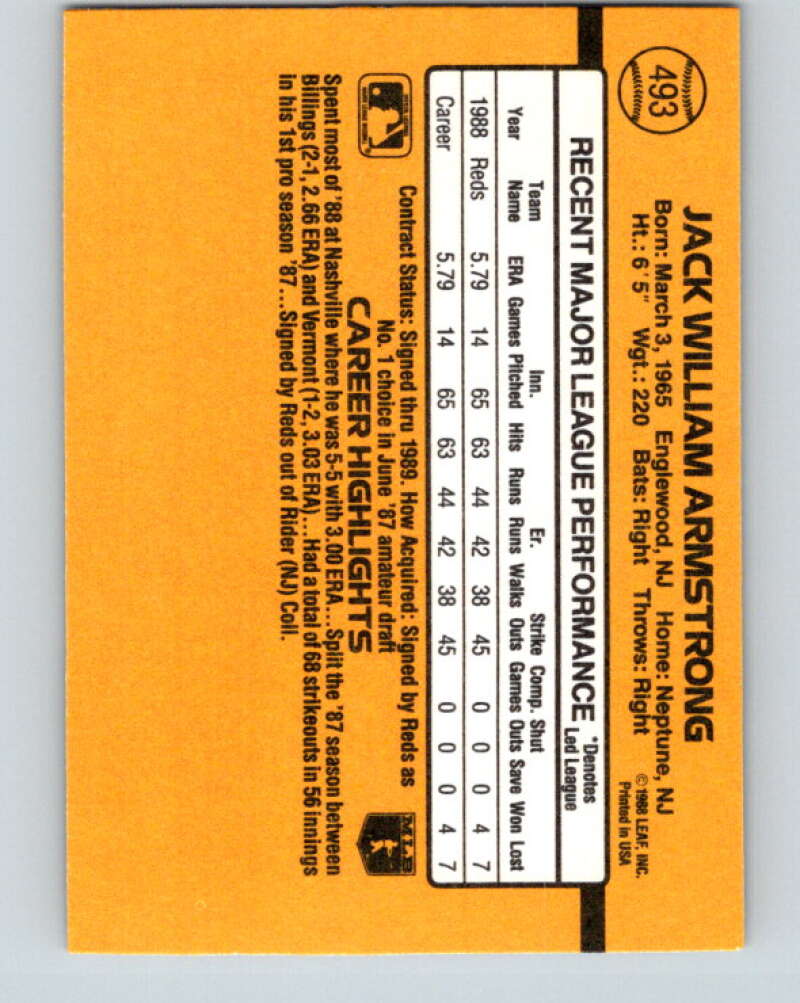 493
JACK WILLIAM ARMSTRONG
Born: March 3, 1965 Englewood, NJ Home: Neptune, NJ
Ht.: 6'5" Wgt.: 220 Bats: Right Throws: Right
© 1988 LEAF, INC.
Printed in USA
RECENT MAJOR LEAGUE PERFORMANCE
*Denotes
Led League
Team Inn. Er. Strike Comp. Shut
Year Name ERA Games Pitched Hits Runs Runs Walks Outs Games Outs Save Won Lost
1988 Reds 5.79 14 65 63 44 42 38 45 0 0 0 4 7
Career 5.79 14 65 63 44 42 38 45 0 0 0 4 7
Contract Status: Signed thru 1989. How Acquired: Signed by Reds as
No. 1 choice in June '87 amateur draft
MLB
CAREER HIGHLIGHTS
Spent most of '88 at Nashville where he was 5-5 with 3.00 ERA...Split the '87 season between
Billings (2-1, 2.66 ERA) and Vermont (1-2, 3.03 ERA)...Had a total of 68 strikeouts in 56 innings
in his 1st pro season '87...Signed by Reds out of Rider (NJ) Coll.